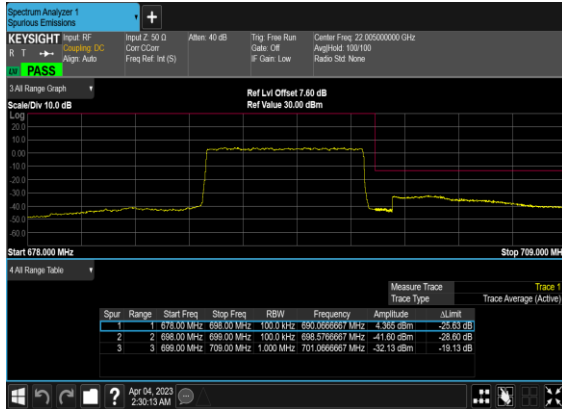 Spectrum Analyzer 1
Spurious Emissions
+
KEYSIGHT Input: RF Input Z: 50 Ω Atten: 40 dB Trig: Free Run Center Freq: 22.005000000 GHz
R T Coupling: DC Corr CCorr Gate: Off Avg|Hold: 100/100
Align: Auto Freq Ref: Int (S) IF Gain: Low Radio Std: None
PASS
3 All Range Graph
Ref Lvl Offset 7.60 dB
Scale/Div 10.0 dB Ref Value 30.00 dBm
Log
20.0
10.0
0.00
-10.0
-20.0
-30.0
-40.0
-50.0
-60.0
Start 678.000 MHz Stop 709.000 MH
4 All Range Table
Measure Trace Trace 1
Trace Type Trace Average (Active)
Spur Range Start Freq Stop Freq RBW Frequency Amplitude ΔLimit
1 1 678.00 MHz 698.00 MHz 100.0 kHz 690.0666667 MHz 4.365 dBm -25.63 dB
2 2 698.00 MHz 699.00 MHz 100.0 kHz 698.5766667 MHz -41.60 dBm -28.60 dB
3 3 699.00 MHz 709.00 MHz 1.000 MHz 701.0666667 MHz -32.13 dBm -19.13 dB
? Apr 04, 2023
2:30:13 AM